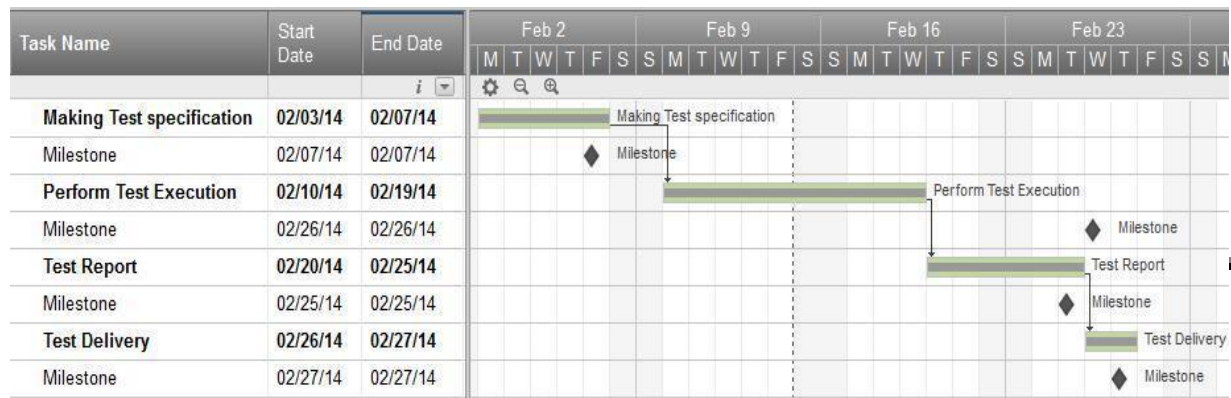 Task Name Start Date End Date Feb 2 Feb 9 Feb 16 Feb 23
M T W T F S S M T W T F S S M T W T F S S M T W T F S S
i
Making Test specification 02/03/14 02/07/14 Making Test specification
Milestone 02/07/14 02/07/14 Milestone
Perform Test Execution 02/10/14 02/19/14 Perform Test Execution
Milestone 02/26/14 02/26/14 Milestone
Test Report 02/20/14 02/25/14 Test Report
Milestone 02/25/14 02/25/14 Milestone
Test Delivery 02/26/14 02/27/14 Test Delivery
Milestone 02/27/14 02/27/14 Milestone